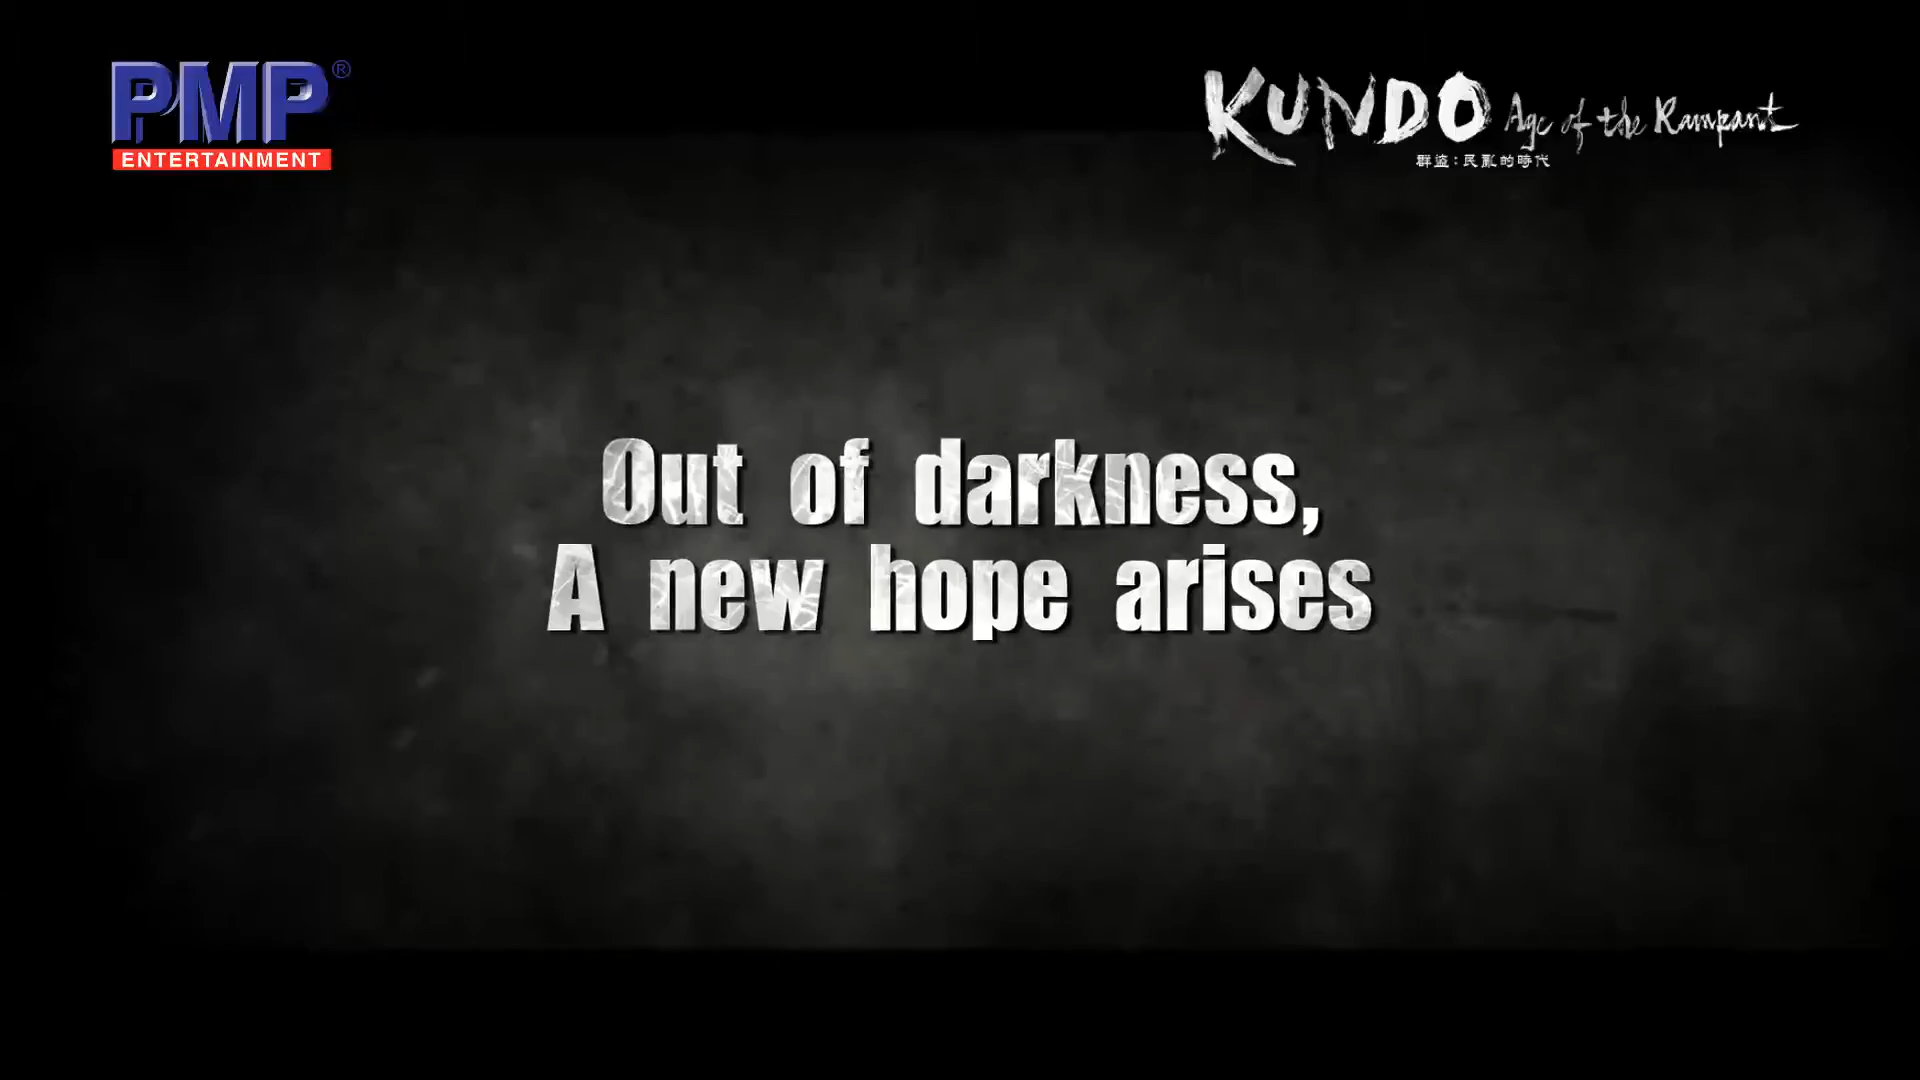 PMP®
ENTERTAINMENT
KUNDO Age of the Rampant
群盜:民亂的時代
Out of darkness,
A new hope arises